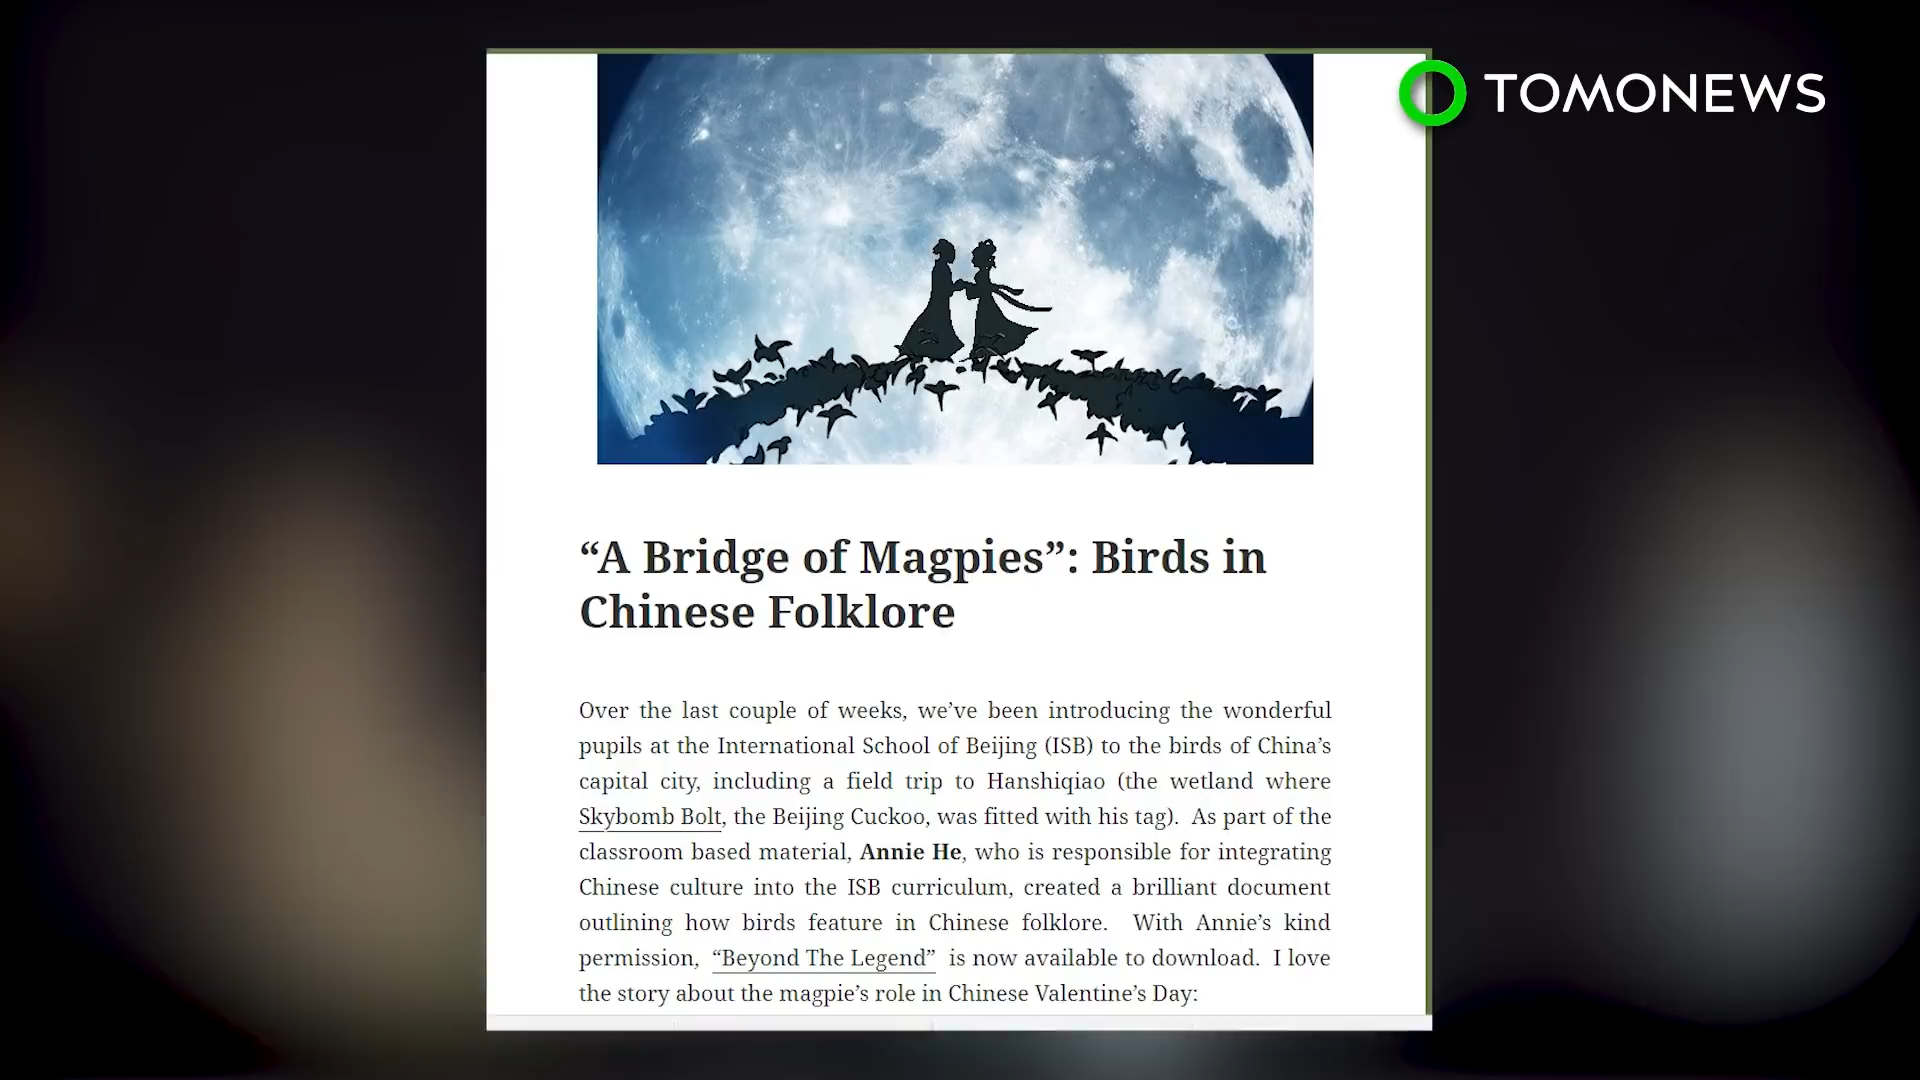 TOMONEWS
“A Bridge of Magpies”: Birds in
Chinese Folklore
Over the last couple of weeks, we’ve been introducing the wonderful
pupils at the International School of Beijing (ISB) to the birds of China’s
capital city, including a field trip to Hanshiqiao (the wetland where
Skybomb Bolt, the Beijing Cuckoo, was fitted with his tag).  As part of the
classroom based material, Annie He, who is responsible for integrating
Chinese culture into the ISB curriculum, created a brilliant document
outlining how birds feature in Chinese folklore.  With Annie’s kind
permission,  “Beyond The Legend”  is now available to download.  I love
the story about the magpie’s role in Chinese Valentine’s Day: